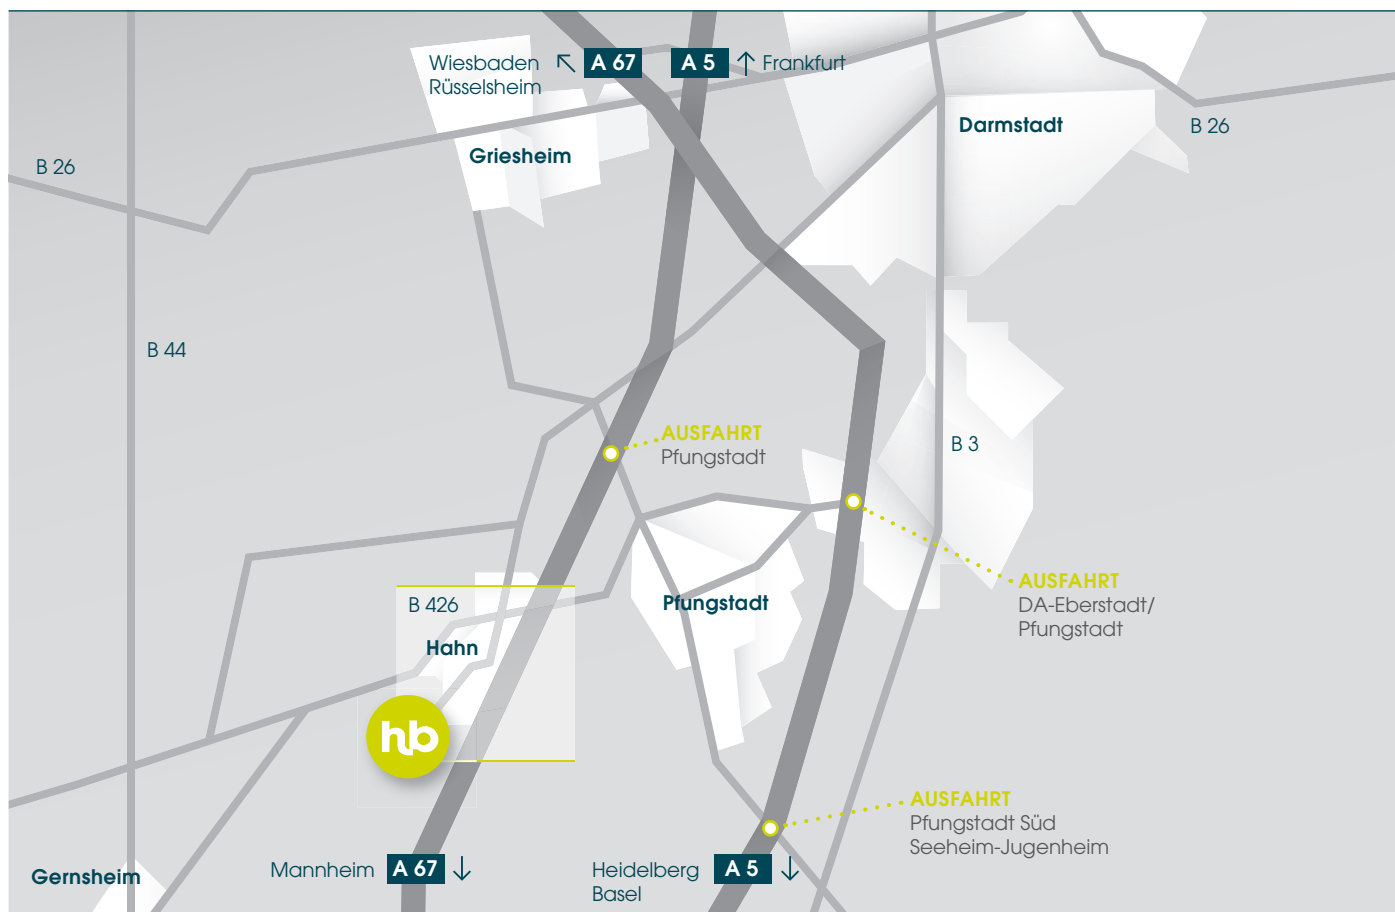 Wiesbaden
Rüsselsheim
A 67
A 5
Frankfurt
Darmstadt
B 26
Griesheim
B 26
B 44
AUSFAHRT
Pfungstadt
B 3
AUSFAHRT
DA-Eberstadt/
Pfungstadt
B 426
Pfungstadt
Hahn
hb
AUSFAHRT
Pfungstadt Süd
Seeheim-Jugenheim
Gernsheim
Mannheim
A 67
Heidelberg
Basel
A 5